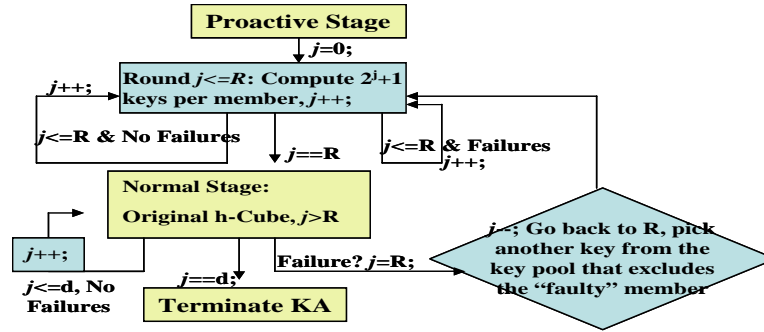 Proactive Stage
j=0;
Round j<=R: Compute 2^j+1
keys per member, j++;
j++;
j<=R & No Failures
j<=R & Failures
j++;
j==R
Normal Stage:
Original h-Cube, j>R
j++;
j<=d, No
Failures
j==d;
Failure? j=R;
j--; Go back to R, pick
another key from the
key pool that excludes
the “faulty” member
Terminate KA